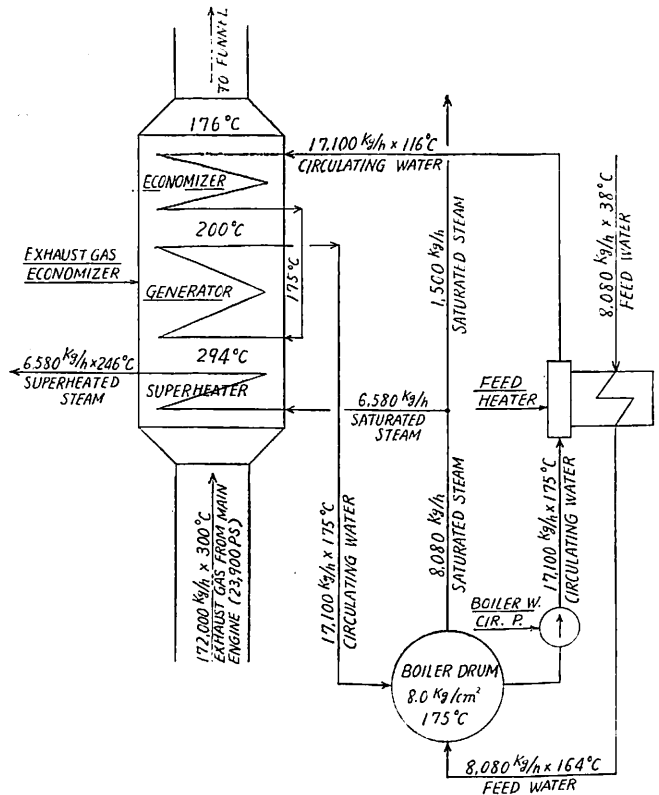 TO FUNNEL
176°C
17,100 Kg/h × 116°C
CIRCULATING WATER
ECONOMIZER
200°C
EXHAUST GAS
ECONOMIZER
175°C
GENERATOR
1,500 Kg/h
SATURATED STEAM
8,080 Kg/h × 38°C
FEED WATER
294°C
6,580 Kg/h × 246°C
SUPERHEATED
STEAM
SUPERHEATER
6,580 Kg/h
SATURATED
STEAM
FEED
HEATER
172,000 Kg/h × 300°C
EXHAUST GAS FROM MAIN
ENGINE (23,900 PS)
17,100 Kg/h × 175°C
CIRCULATING WATER
8,080 Kg/h
SATURATED STEAM
17,100 Kg/h × 175°C
CIRCULATING WATER
BOILER W.
CIR. P.
BOILER DRUM
8.0 Kg/cm²
175°C
8,080 Kg/h × 164°C
FEED WATER